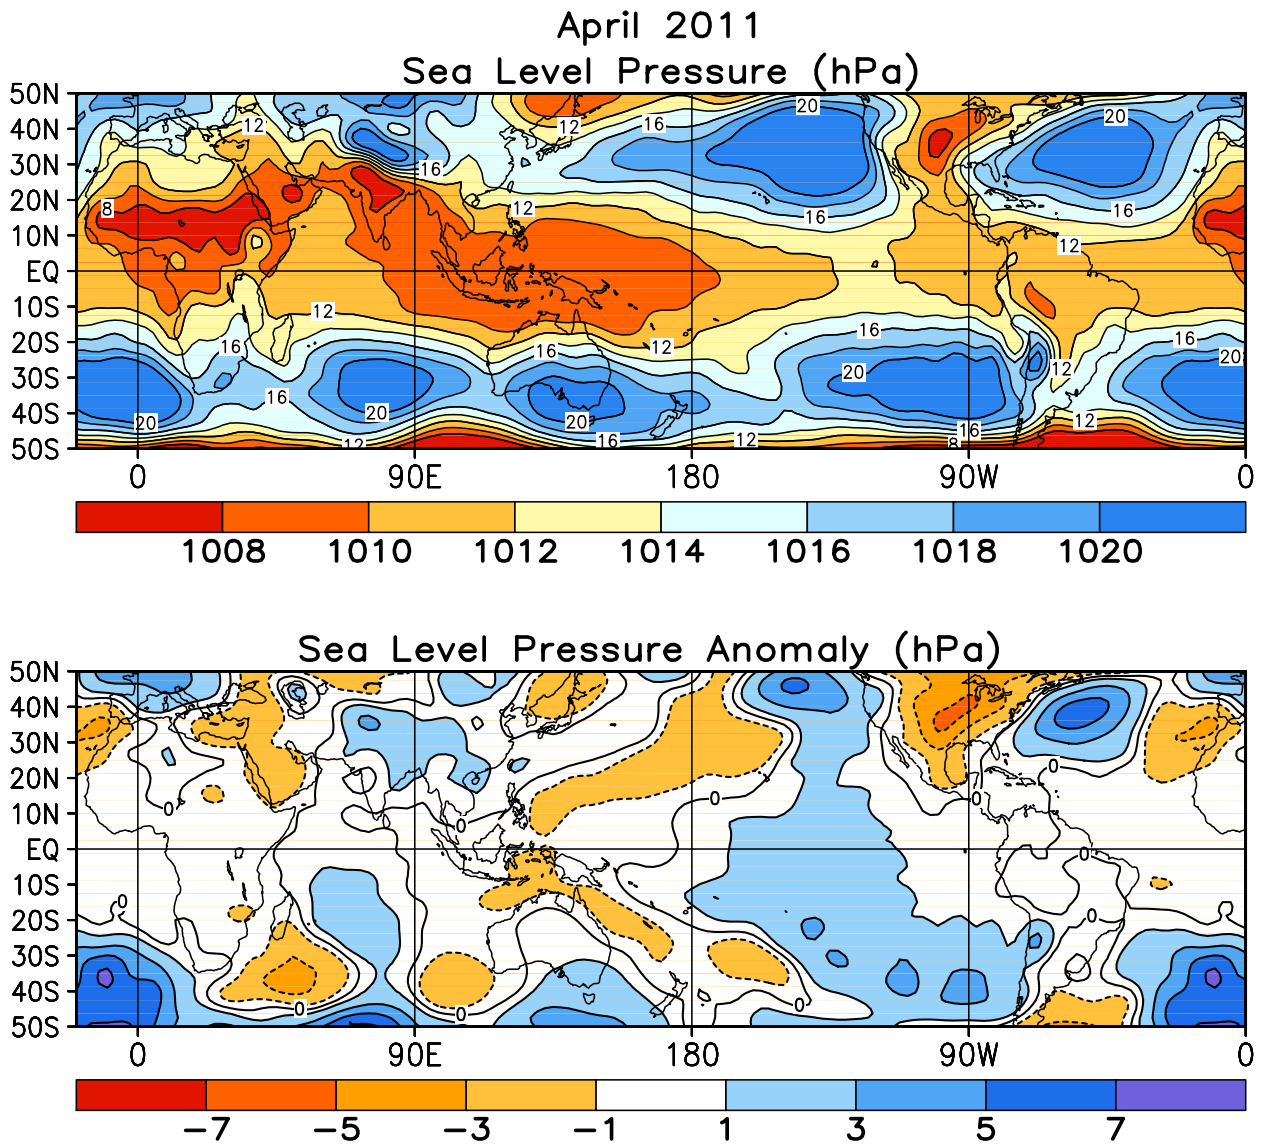 April 2011
Sea Level Pressure (hPa)
50N
40N
30N
20N
10N
EQ
10S
20S
30S
40S
50S
20
20
12
12
16
16
8
12
16
16
12
12
16
16
16
12
16
20
12
20
16
20
20
20
12
16
12
12
16
8
0
90E
180
90W
0
1008 1010 1012 1014 1016 1018 1020
Sea Level Pressure Anomaly (hPa)
50N
40N
30N
20N
10N
EQ
10S
20S
30S
40S
50S
0
0
0
0
0
0
0
0
0
0
0
0
90E
180
90W
0
−7 −5 −3 −1 1 3 5 7